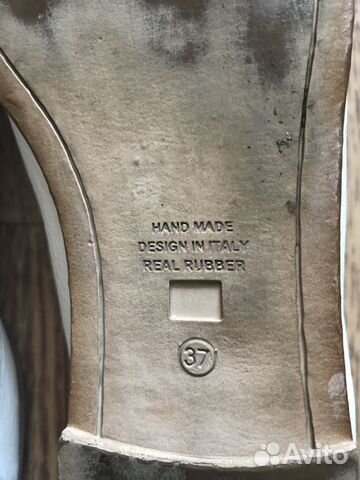 HAND MADE
DESIGN IN ITALY
REAL RUBBER
37
Avito